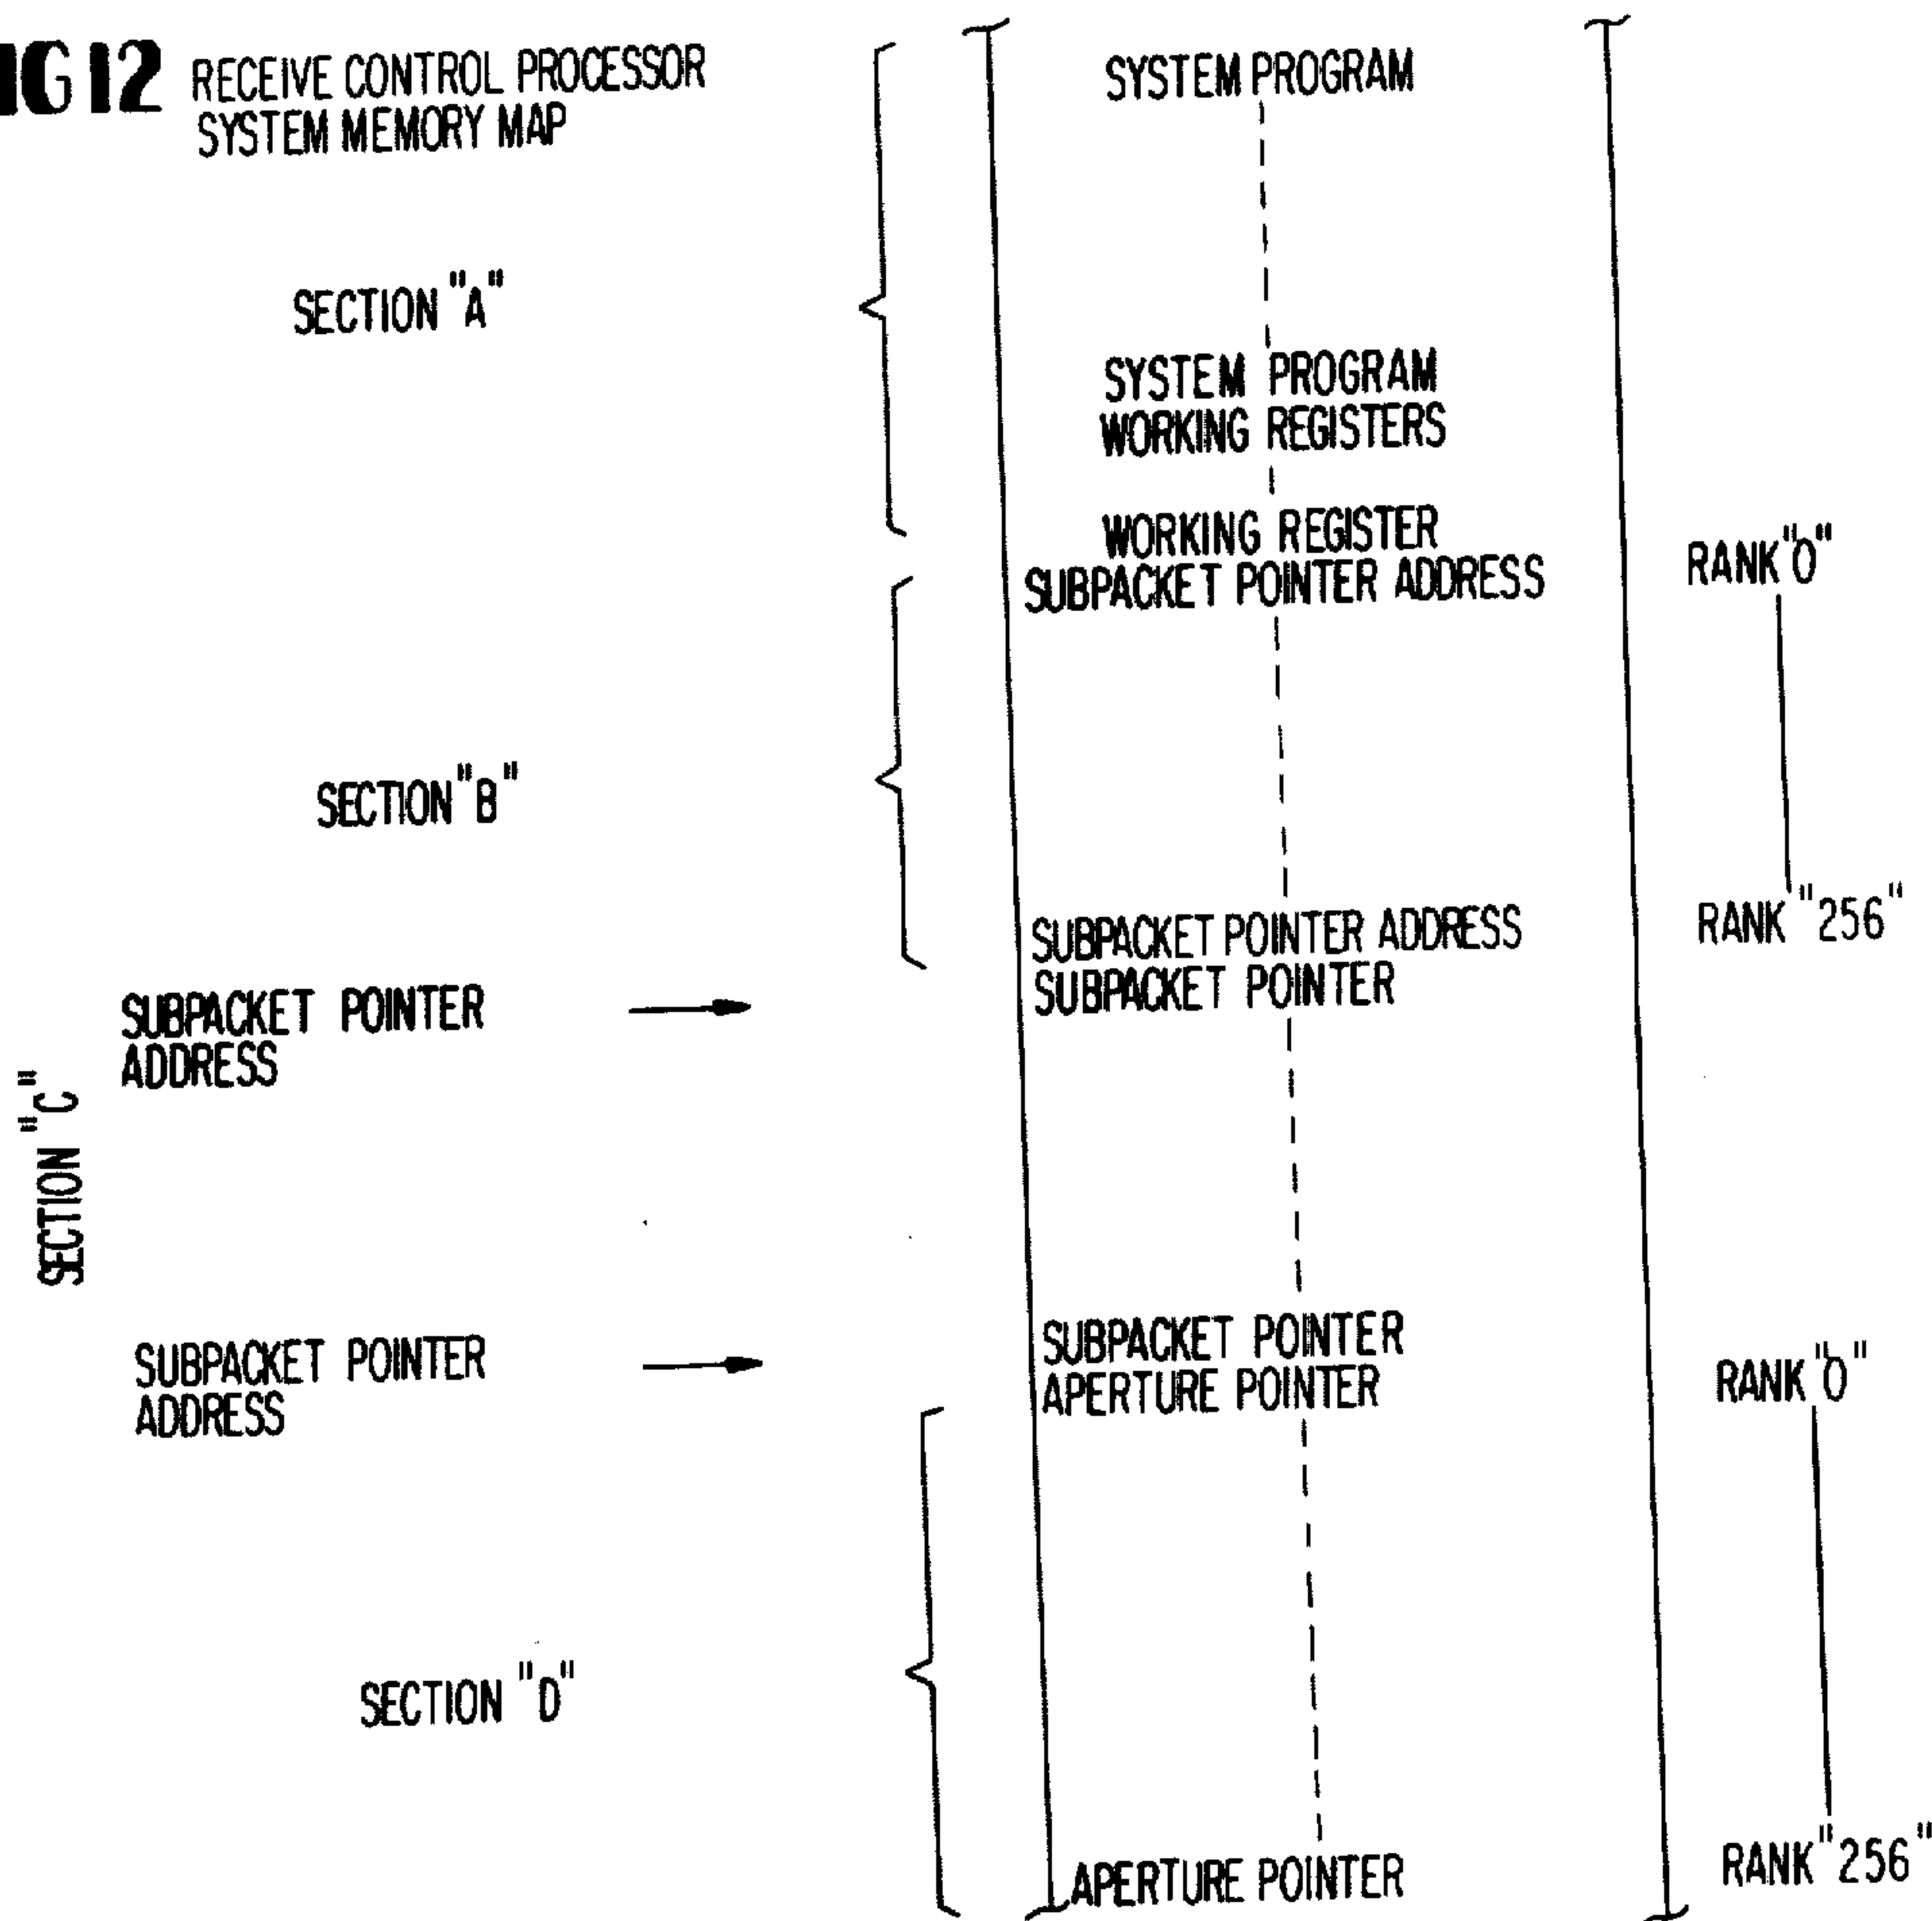 IG 12 RECEIVE CONTROL PROCESSOR
SYSTEM MEMORY MAP
SYSTEM PROGRAM
SECTION "A"
SYSTEM PROGRAM
WORKING REGISTERS
WORKING REGISTER
SUBPACKET POINTER ADDRESS
RANK "0"
SECTION "B"
SUBPACKET POINTER ADDRESS
RANK "256"
SUBPACKET POINTER
SUBPACKET POINTER
ADDRESS
SECTION "C"
SUBPACKET POINTER
ADDRESS
SUBPACKET POINTER
APERTURE POINTER
RANK "0"
SECTION "D"
APERTURE POINTER
RANK "256"